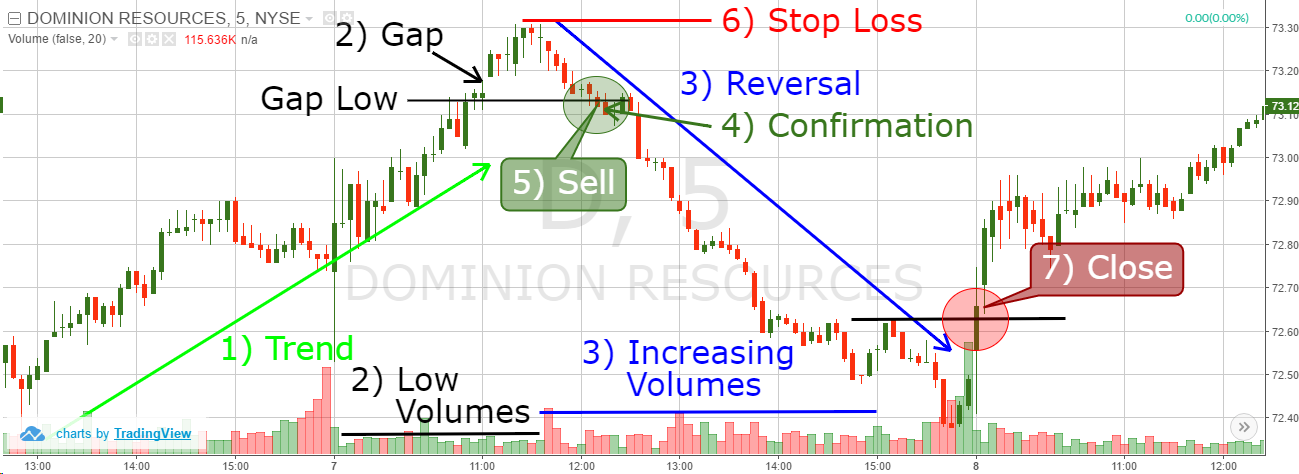 DOMINION RESOURCES, 5, NYSE
Volume (false, 20) 115.636K n/a
0.00(0.00%)
6) Stop Loss
2) Gap
3) Reversal
Gap Low
4) Confirmation
5) Sell
7) Close
1) Trend
2) Low
Volumes
3) Increasing
Volumes
D, 5
DOMINION RESOURCES
73.30
73.20
73.12
73.10
73.00
72.90
72.80
72.70
72.60
72.50
72.40
charts by TradingView
13:00 14:00 15:00 7 11:00 12:00 13:00 14:00 15:00 8 11:00 12:00